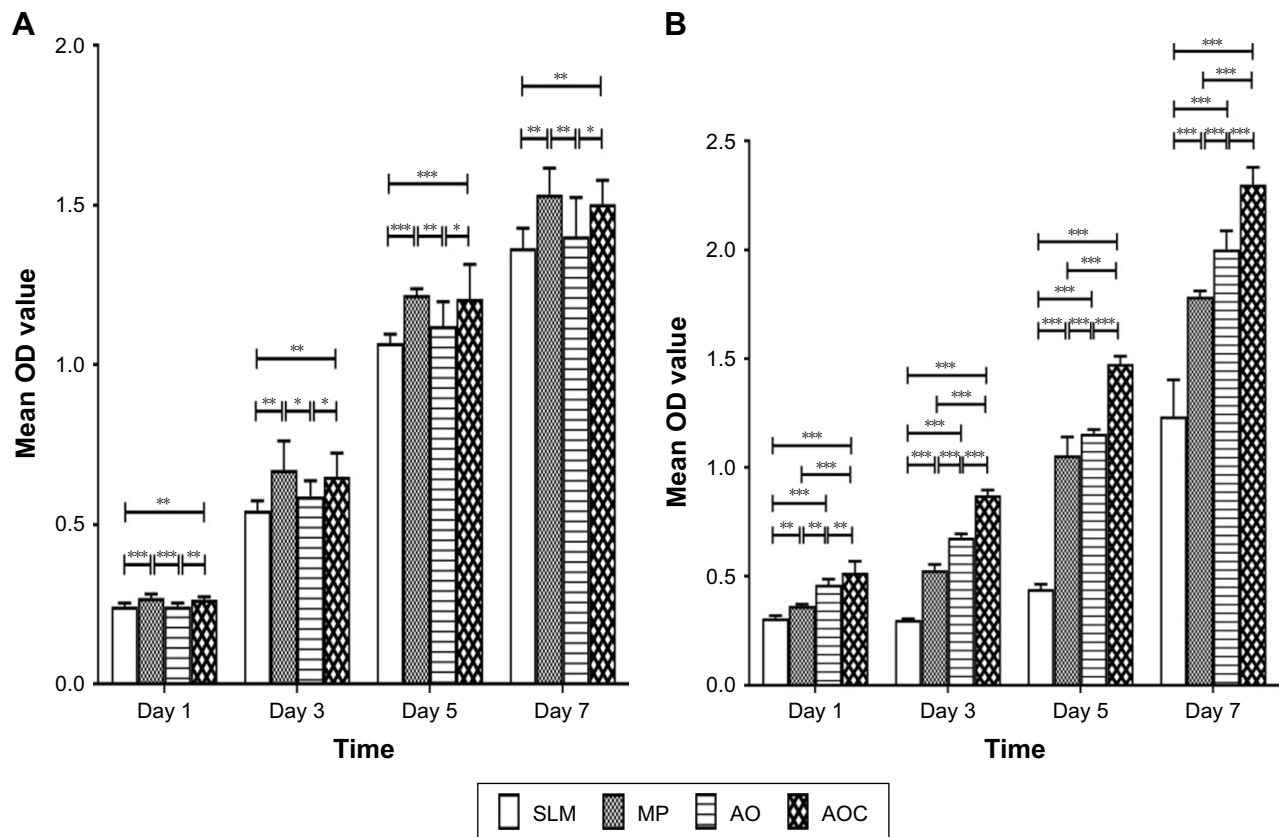 A
Mean OD value
2.0
1.5
1.0
0.5
0.0
**
*** *** **
**
** * *
***
*** ** *
**
** ** *
Day 1 Day 3 Day 5 Day 7
Time
B
Mean OD value
2.5
2.0
1.5
1.0
0.5
0.0
***
***
***
** ** **
***
***
***
*** *** ***
***
***
***
*** *** ***
***
***
***
*** *** ***
Day 1 Day 3 Day 5 Day 7
Time
SLM MP AO AOC